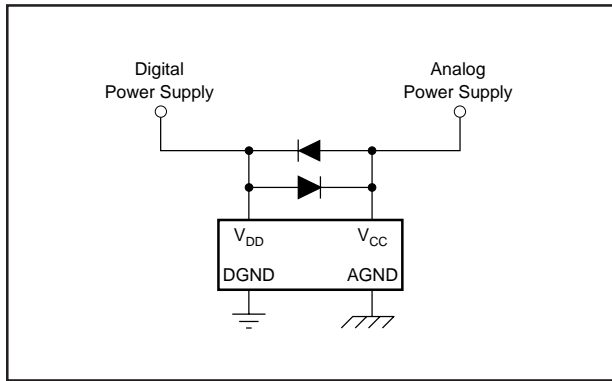 Digital
Power Supply
Analog
Power Supply
VDD
VCC
DGND
AGND